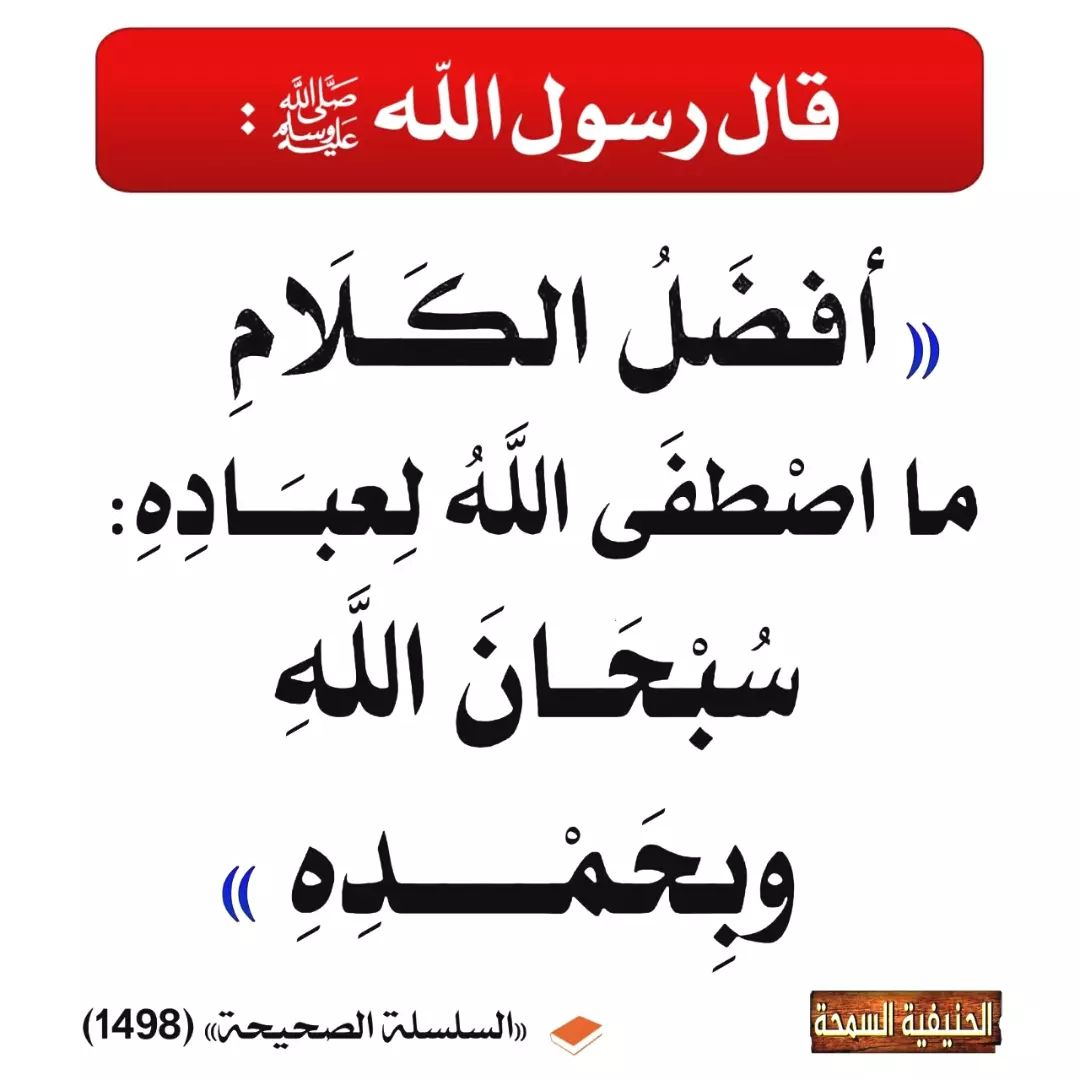 قال رسول الله ﷺ :
(( أفضَلُ الكَلَامِ
ما اصْطفَى اللَّهُ لِعبَادِهِ:
سُبْحَانَ اللَّهِ
وبِحَمْدِهِ ))
«السلسلة الصحيحة» (1498)
الحنيفية السمحة